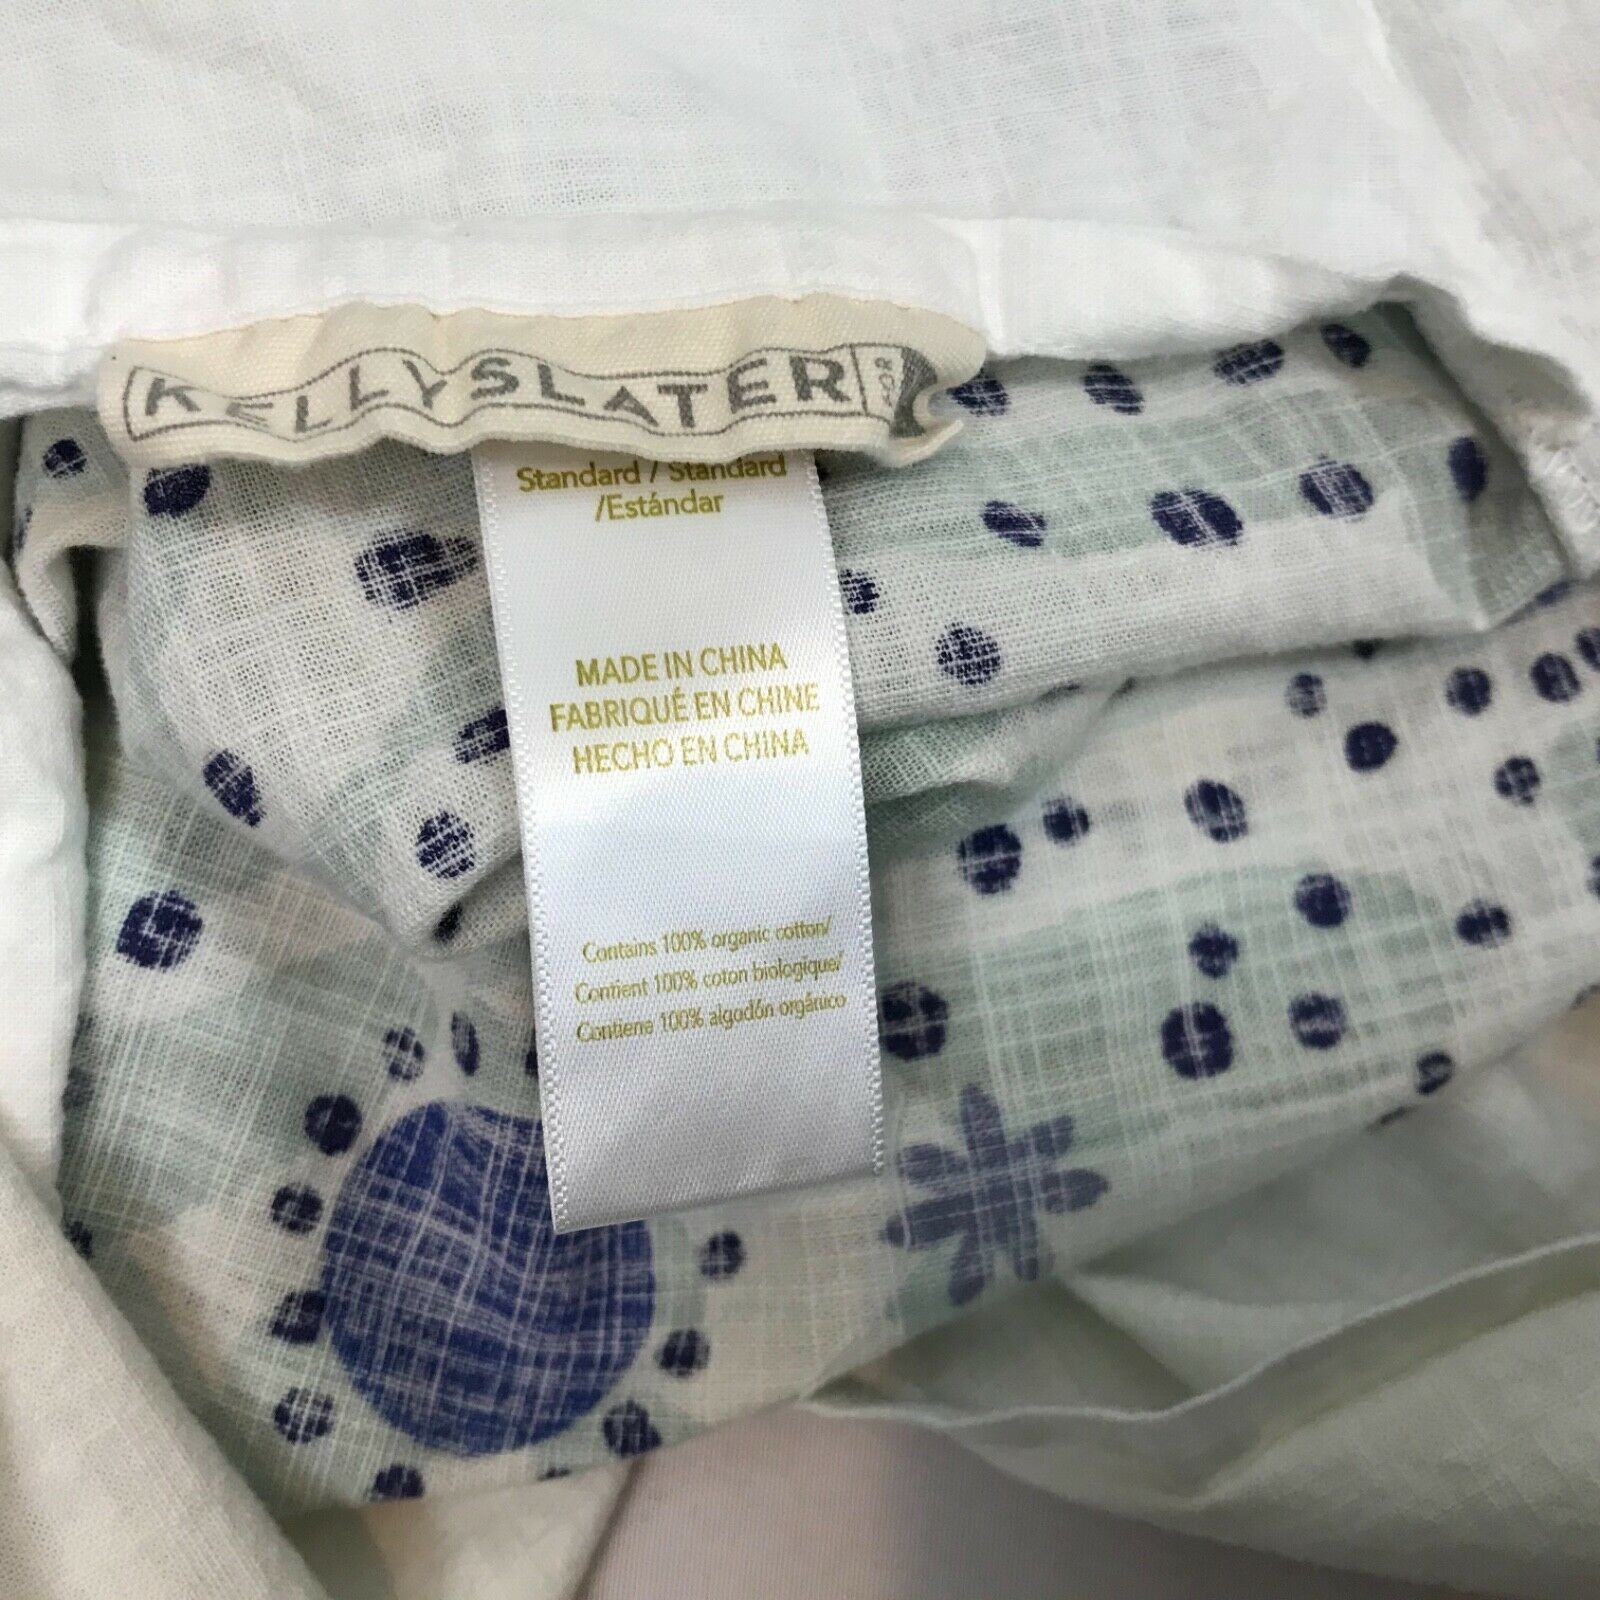 KELLYSLATER
FOR
Standard / Standard
/Estándar
MADE IN CHINA
FABRIQUÉ EN CHINE
HECHO EN CHINA
Contains 100% organic cotton/
Contient 100% coton biologique/
Contiene 100% algodón orgánico